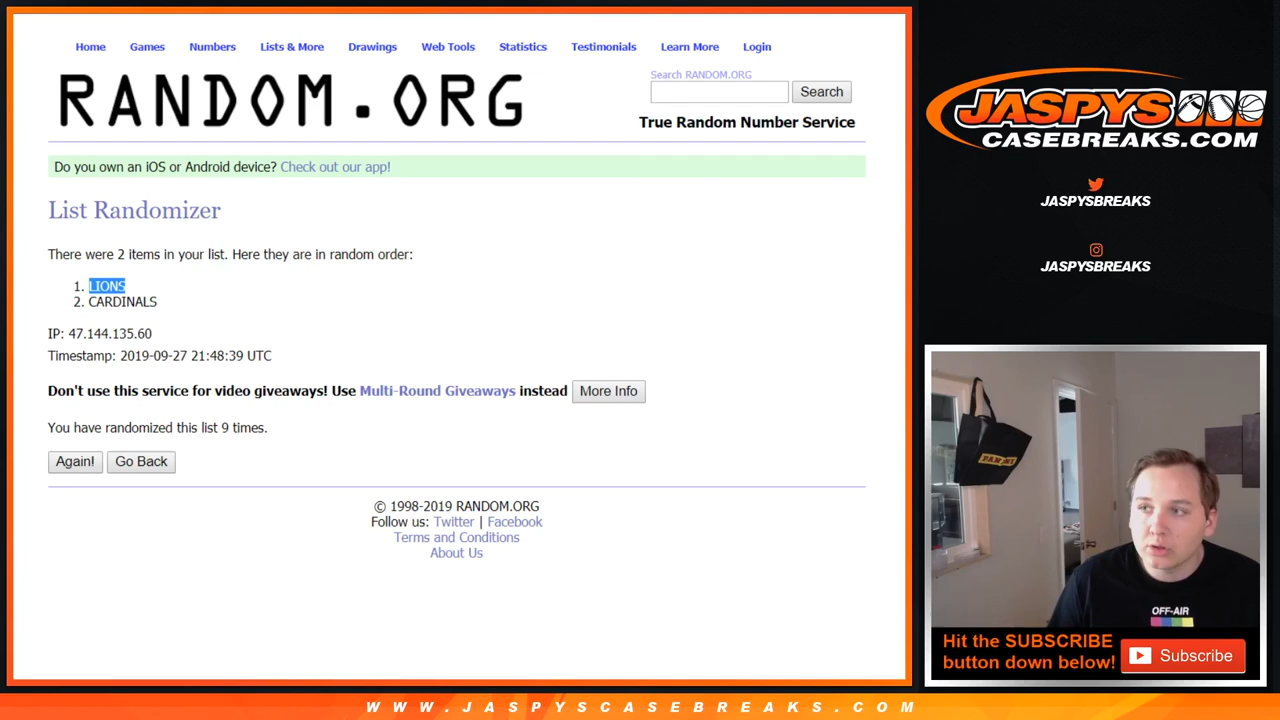 Home Games Numbers Lists & More Drawings Web Tools Statistics Testimonials Learn More Login
RANDOM.ORG
Search RANDOM.ORG
Search
True Random Number Service
Do you own an iOS or Android device? Check out our app!
List Randomizer
There were 2 items in your list. Here they are in random order:
1. LIONS
2. CARDINALS
IP: 47.144.135.60
Timestamp: 2019-09-27 21:48:39 UTC
Don't use this service for video giveaways! Use Multi-Round Giveaways instead More Info
You have randomized this list 9 times.
Again! Go Back
© 1998-2019 RANDOM.ORG
Follow us: Twitter | Facebook
Terms and Conditions
About Us
JASPYS
CASEBREAKS.COM
JASPYSBREAKS
JASPYSBREAKS
PANINI
OFF-AIR
Hit the SUBSCRIBE
button down below!
Subscribe
WWW.JASPYSCASEBREAKS.COM